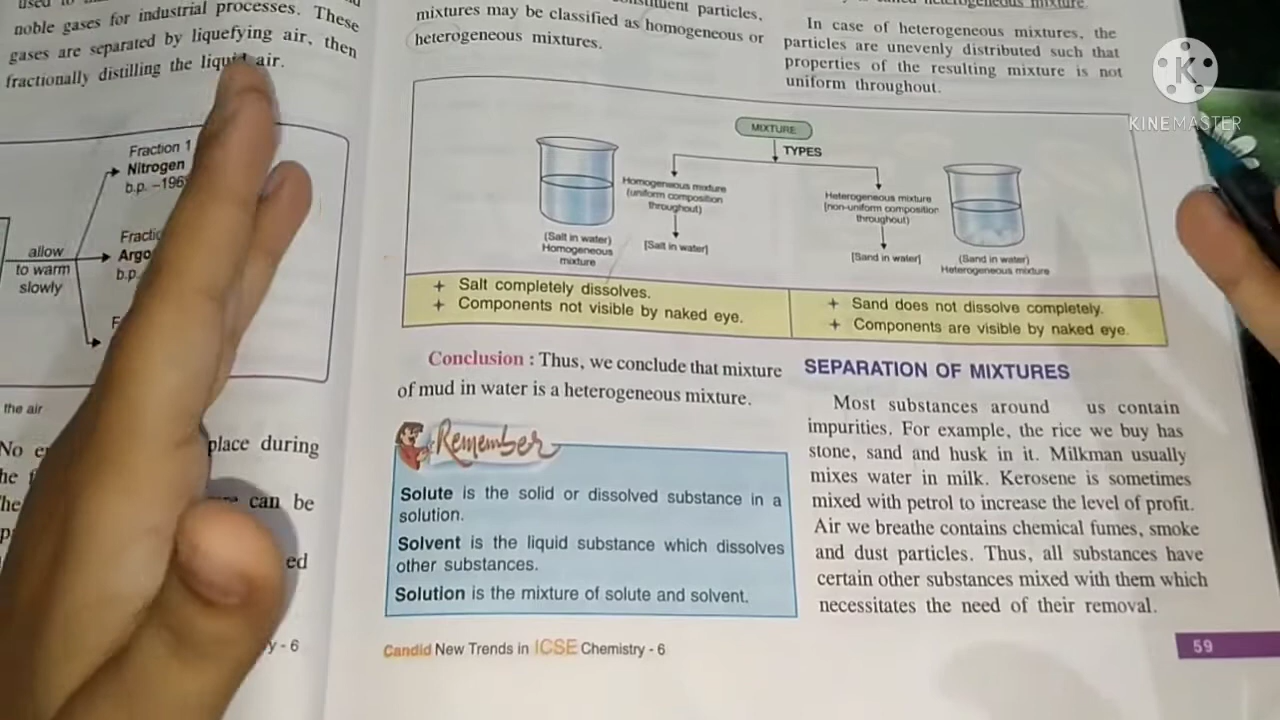 noble gases for industrial processes. These
gases are separated by liquefying air, then
fractionally distilling the liquid air.
Fraction 1
Nitrogen
b.p. –196
Argo
b.p.
allow
to warm
slowly
the air
place during
can be
ed
y - 6
particles,
mixtures may be classified as homogeneous or
heterogeneous mixtures.
heterogeneous mixture.
In case of heterogeneous mixtures, the
particles are unevenly distributed such that
properties of the resulting mixture is not
uniform throughout.
MIXTURE
TYPES
Homogeneous mixture
(uniform composition
throughout)
[Salt in water]
(Salt in water)
Homogeneous
mixture
Heterogeneous mixture
[non-uniform composition
throughout)
[Sand in water]
(Sand in water)
Heterogeneous mixture
+ Salt completely dissolves.
+ Components not visible by naked eye.
+ Sand does not dissolve completely.
+ Components are visible by naked eye.
Conclusion : Thus, we conclude that mixture
of mud in water is a heterogeneous mixture.
Remember
Solute is the solid or dissolved substance in a
solution.
Solvent is the liquid substance which dissolves
other substances.
Solution is the mixture of solute and solvent.
SEPARATION OF MIXTURES
Most substances around us contain
impurities. For example, the rice we buy has
stone, sand and husk in it. Milkman usually
mixes water in milk. Kerosene is sometimes
mixed with petrol to increase the level of profit.
Air we breathe contains chemical fumes, smoke
and dust particles. Thus, all substances have
certain other substances mixed with them which
necessitates the need of their removal.
Candid New Trends in ICSE Chemistry - 6
59
K
KINEMASTER